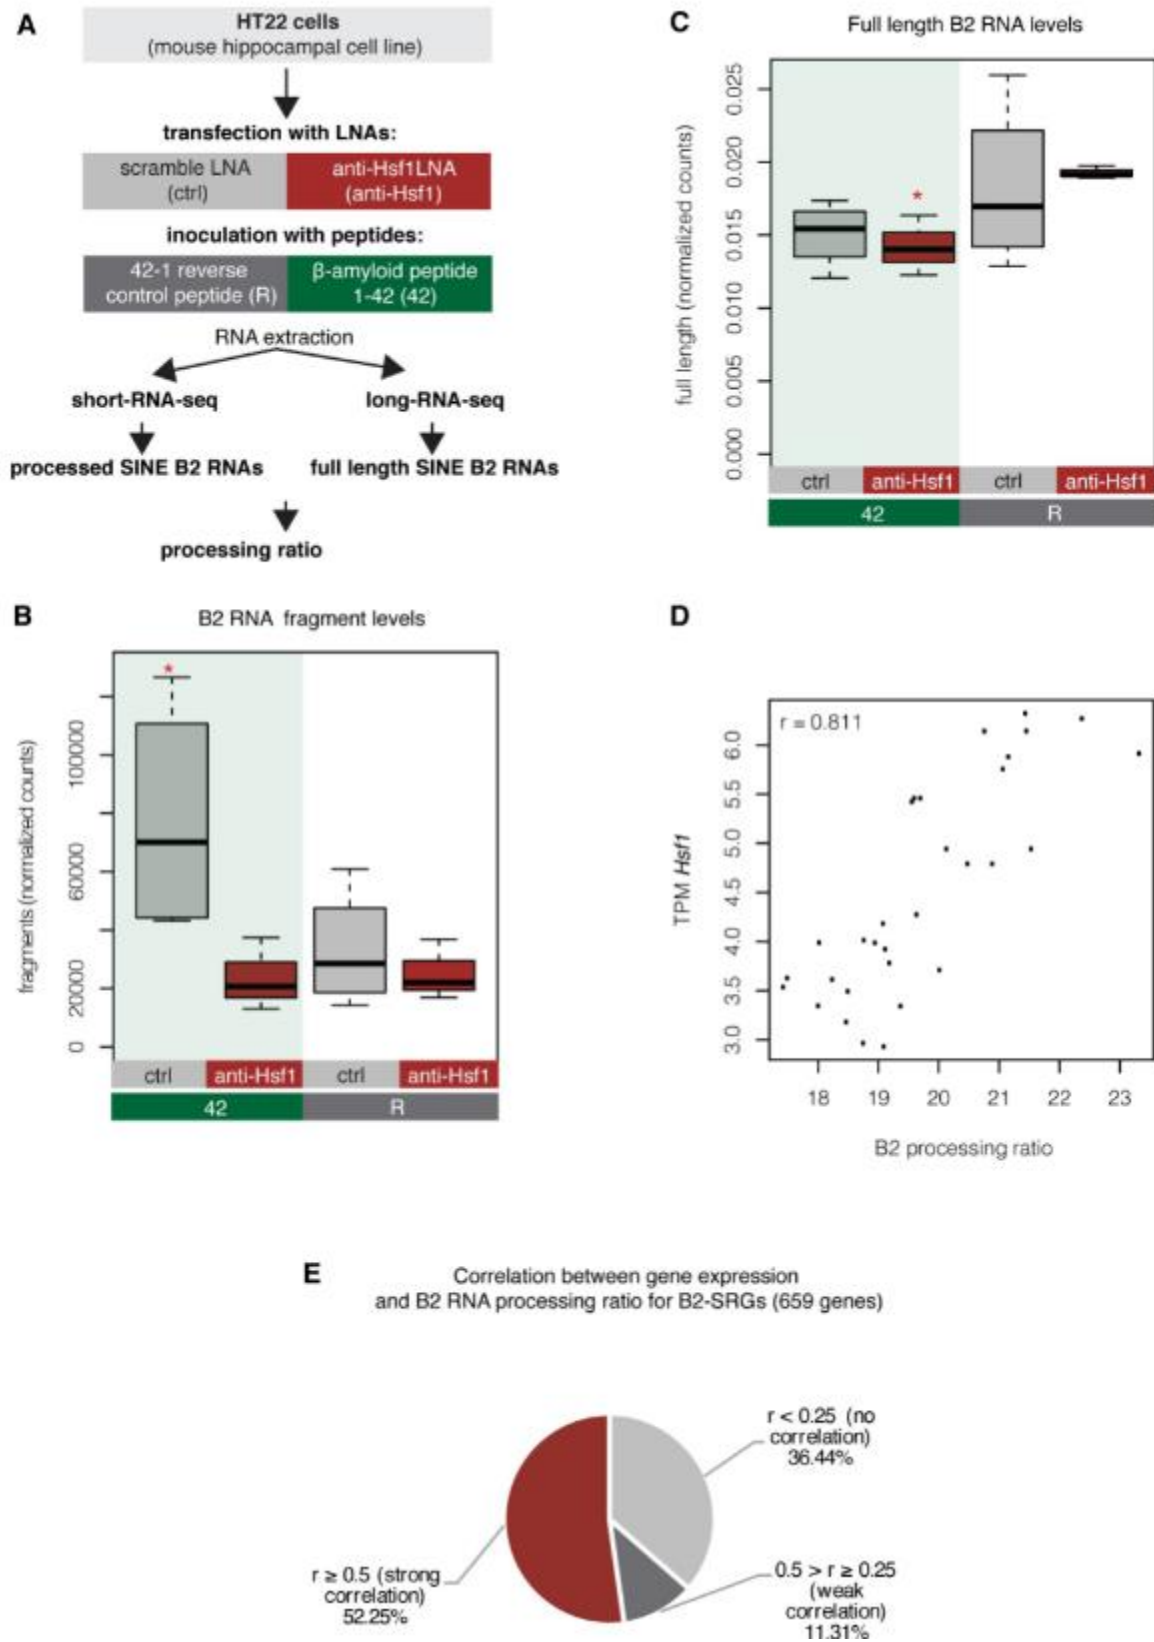 A
HT22 cells
(mouse hippocampal cell line)
transfection with LNAs:
scramble LNA
(ctrl)
anti-Hsf1LNA
(anti-Hsf1)
inoculation with peptides:
42-1 reverse
control peptide (R)
β-amyloid peptide
1-42 (42)
RNA extraction
short-RNA-seq
long-RNA-seq
processed SINE B2 RNAs
full length SINE B2 RNAs
processing ratio
B
B2 RNA fragment levels
fragments (normalized counts)
100000
60000
20000
0
*
ctrl
anti-Hsf1
ctrl
anti-Hsf1
42
R
C
Full length B2 RNA levels
full length (normalized counts)
0.025
0.020
0.015
0.010
0.005
0.000
*
ctrl
anti-Hsf1
ctrl
anti-Hsf1
42
R
D
r = 0.811
TPM Hsf1
6.0
5.5
5.0
4.5
4.0
3.5
3.0
18 19 20 21 22 23
B2 processing ratio
E
Correlation between gene expression
and B2 RNA processing ratio for B2-SRGs (659 genes)
r < 0.25 (no
correlation)
36.44%
0.5 > r ≥ 0.25
(weak
correlation)
11.31%
r ≥ 0.5 (strong
correlation)
52.25%